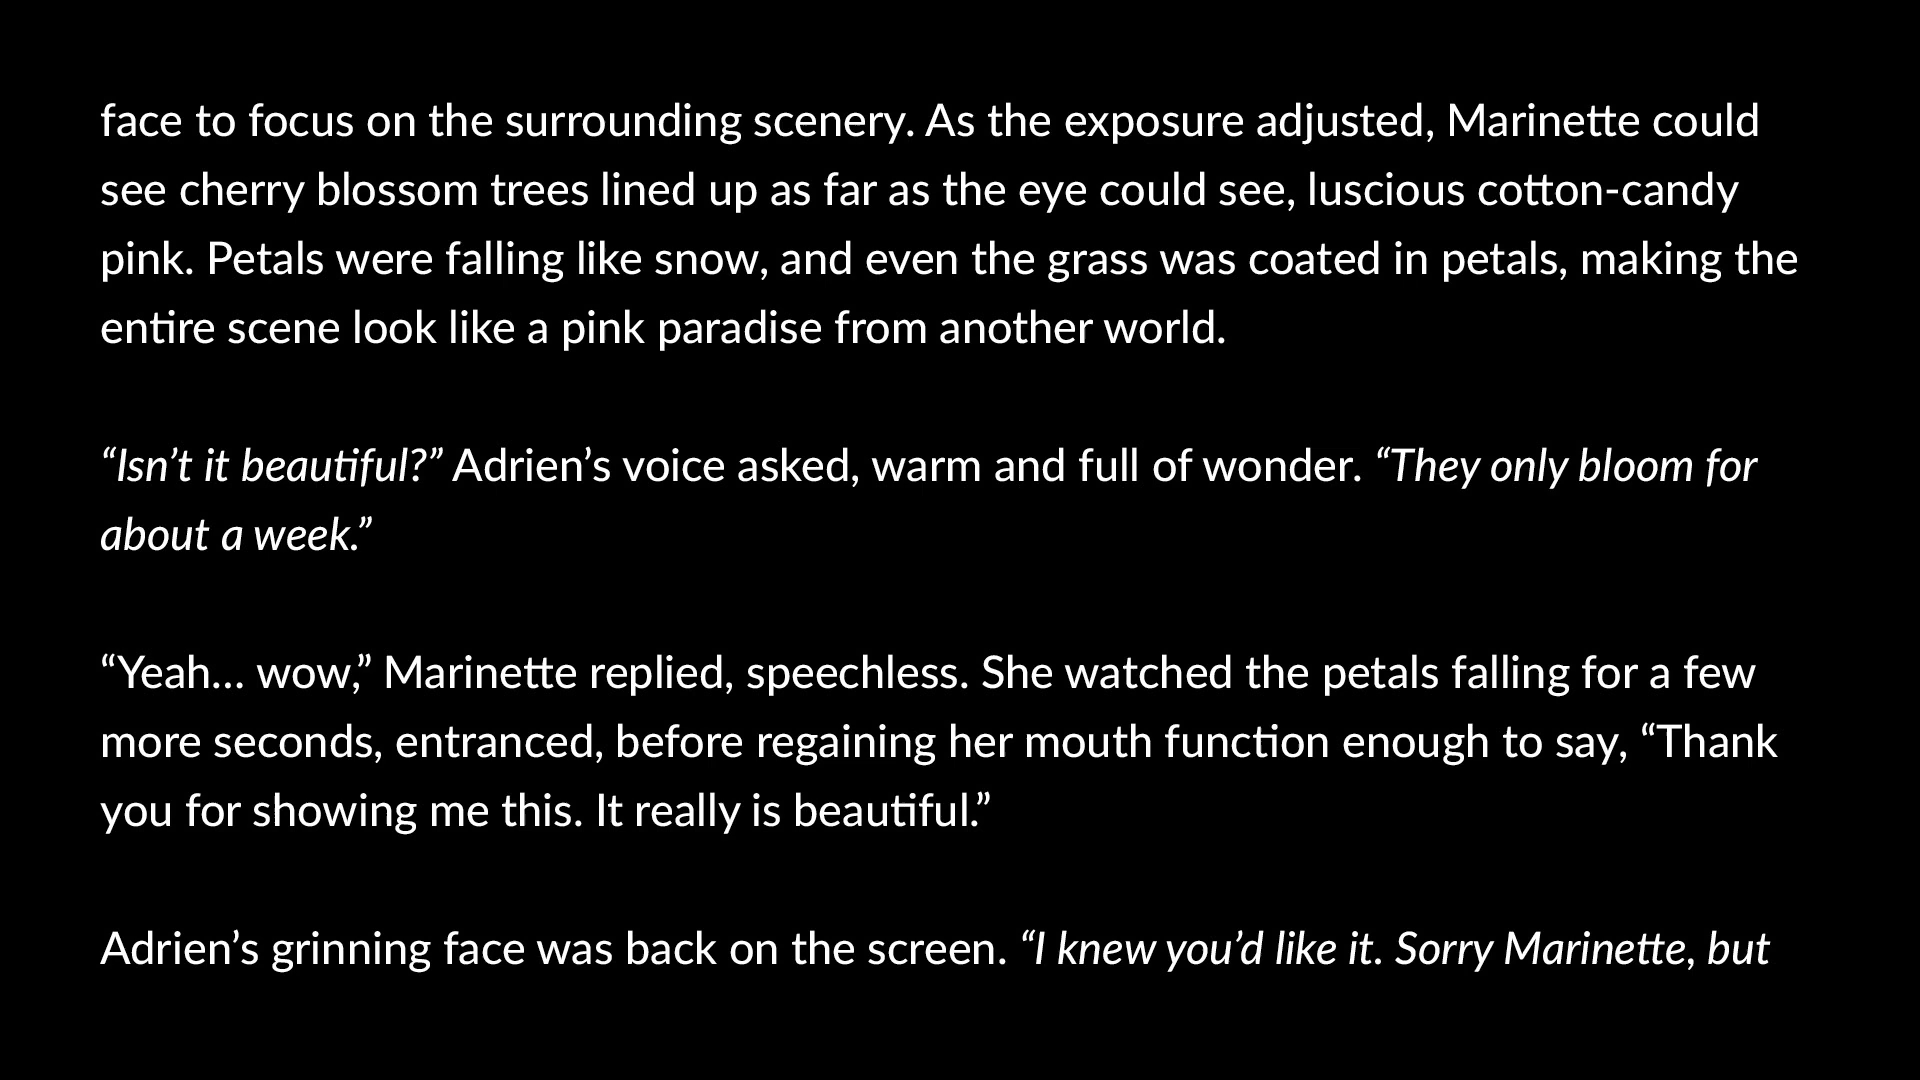 face to focus on the surrounding scenery. As the exposure adjusted, Marinette could
see cherry blossom trees lined up as far as the eye could see, luscious cotton-candy
pink. Petals were falling like snow, and even the grass was coated in petals, making the
entire scene look like a pink paradise from another world.
“Isn’t it beautiful?” Adrien’s voice asked, warm and full of wonder. “They only bloom for
about a week.”
“Yeah… wow,” Marinette replied, speechless. She watched the petals falling for a few
more seconds, entranced, before regaining her mouth function enough to say, “Thank
you for showing me this. It really is beautiful.”
Adrien’s grinning face was back on the screen. “I knew you’d like it. Sorry Marinette, but